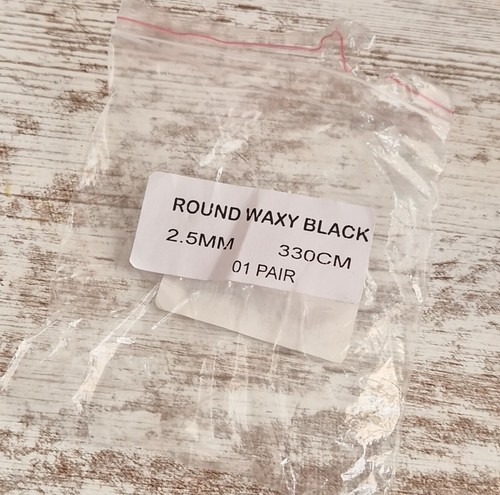 ROUND WAXY BLACK
2.5MM 330CM
01 PAIR